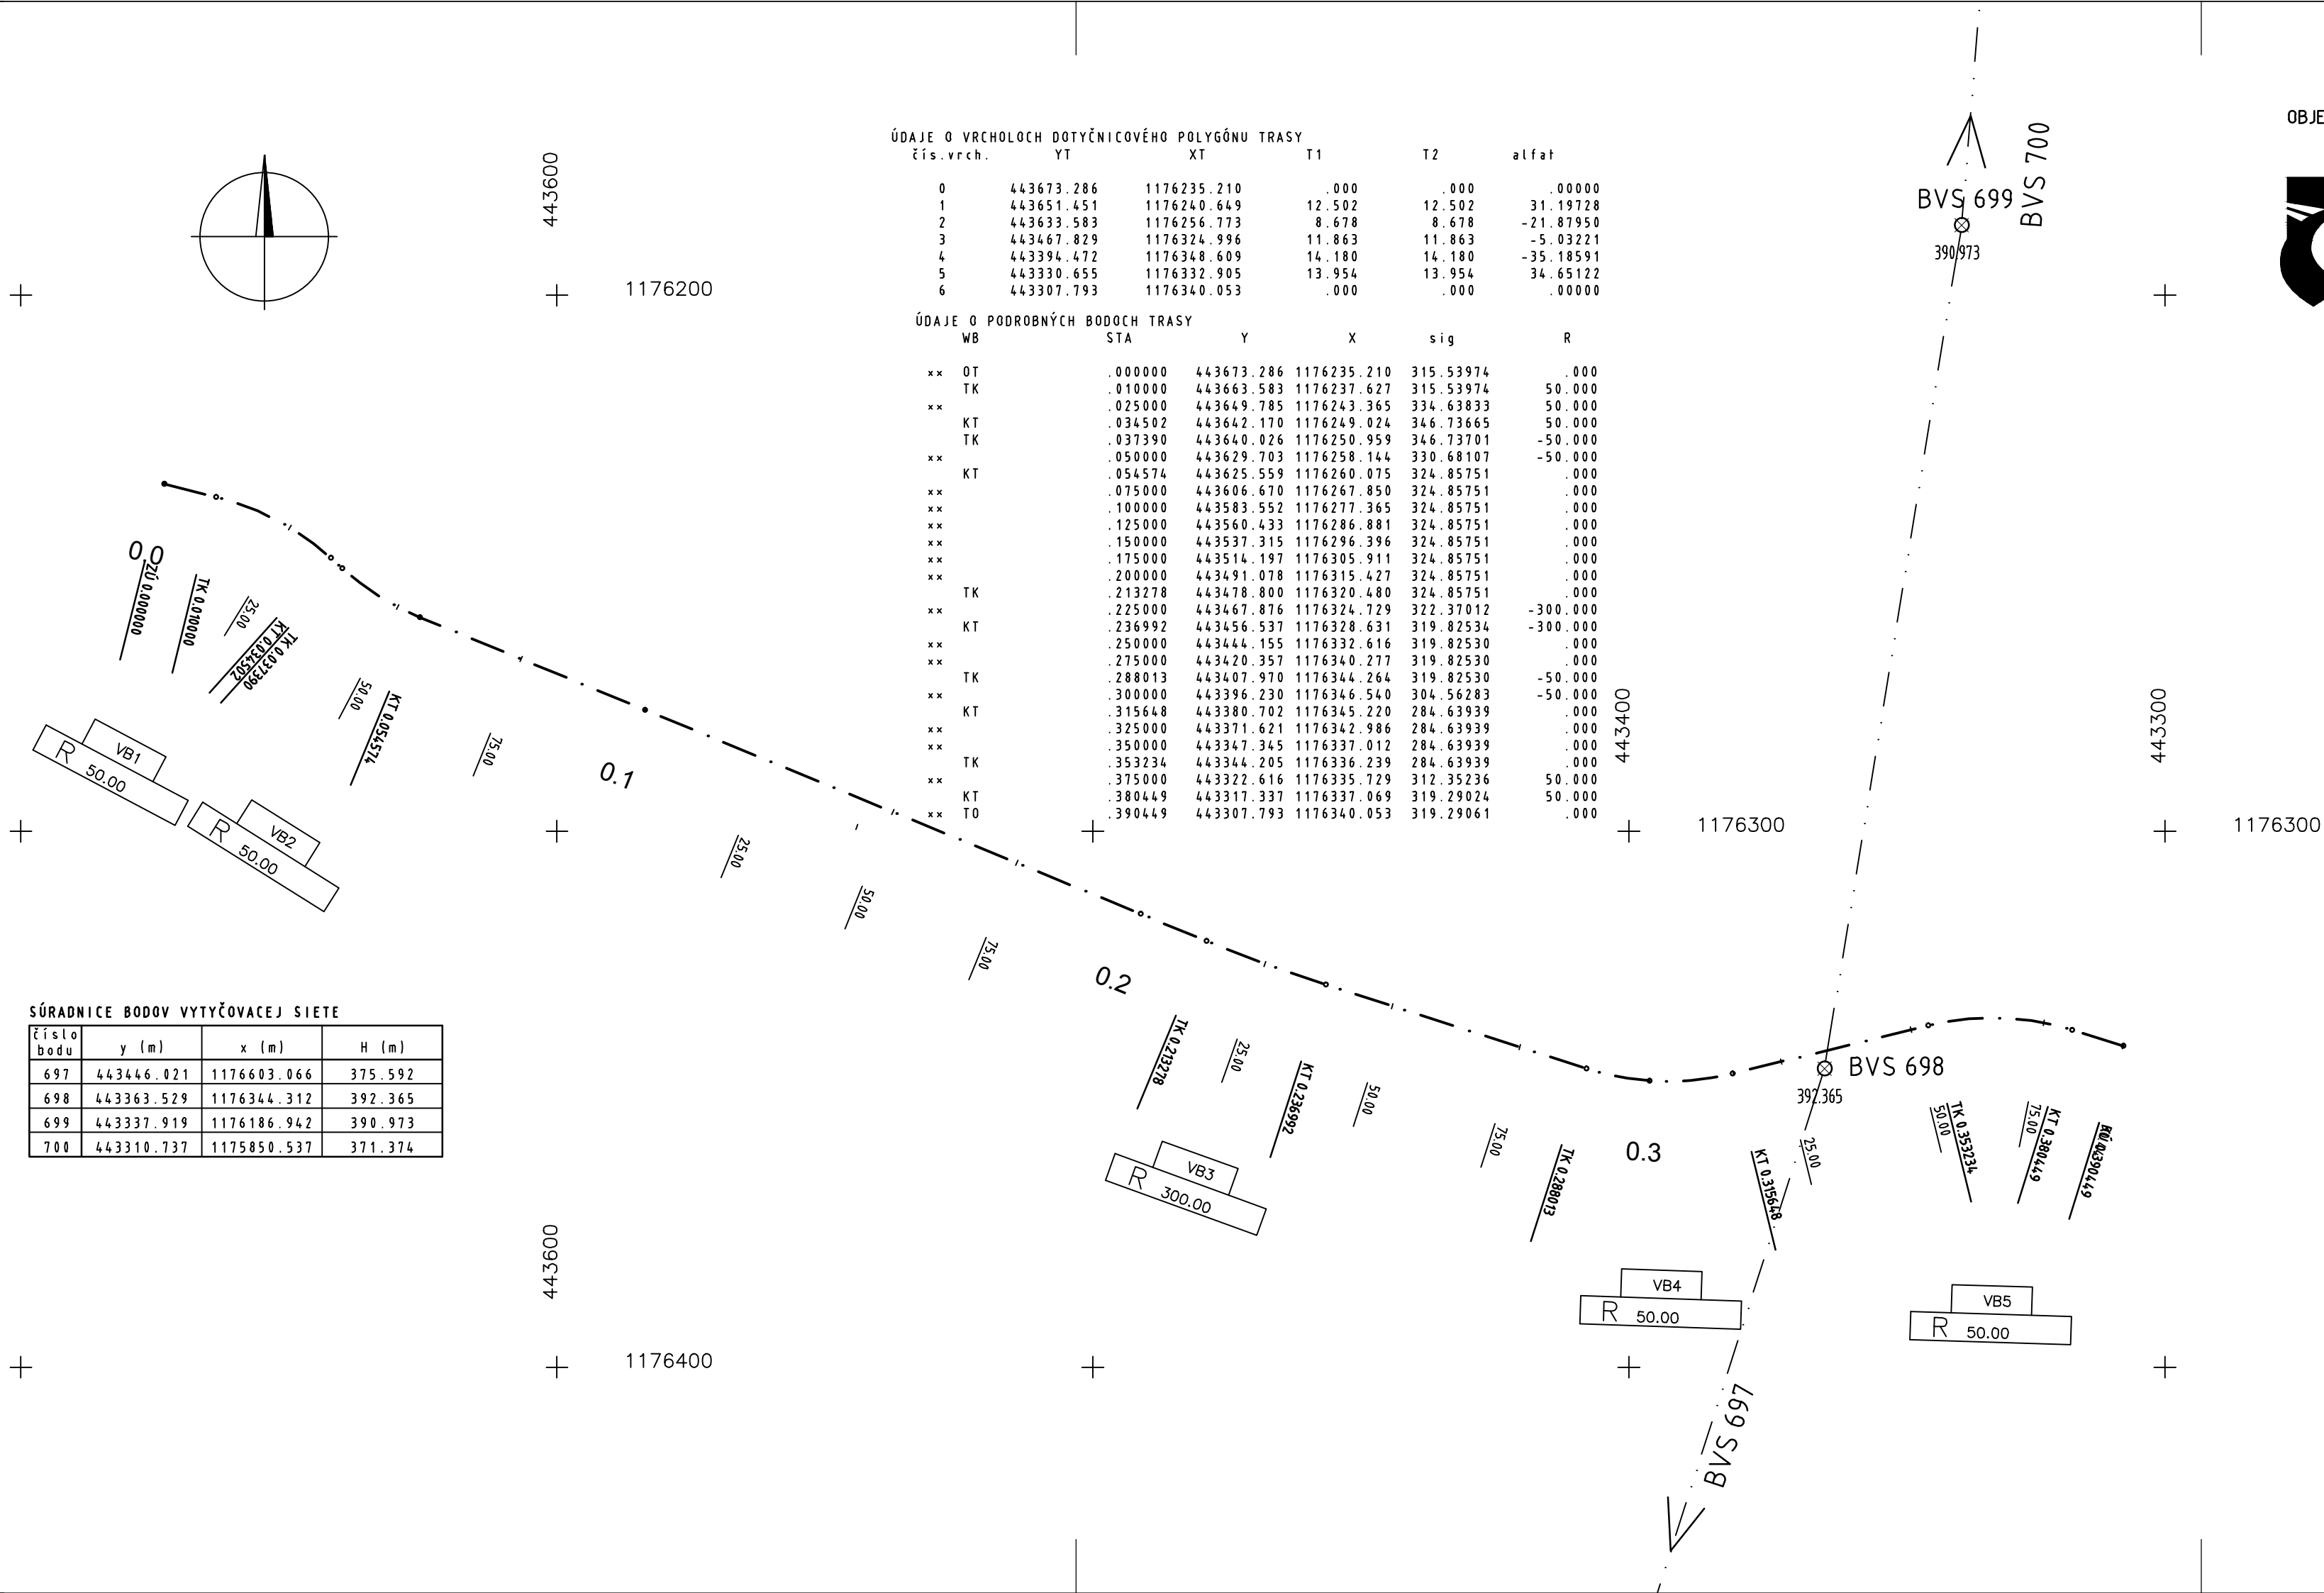 OBJE
ÚDAJE O VRCHOLOCH DOTYČNICOVÉHO POLYGÓNU TRASY
čís.vrch. YT XT T1 T2 alfat
0 443673.286 1176235.210 .000 .000 .00000
1 443651.451 1176240.649 12.502 12.502 31.19728
2 443633.583 1176256.773 8.678 8.678 -21.87950
3 443467.829 1176324.996 11.863 11.863 -5.03221
4 443394.472 1176348.609 14.180 14.180 -35.18591
5 443330.655 1176332.905 13.954 13.954 34.65122
6 443307.793 1176340.053 .000 .000 .00000
ÚDAJE O PODROBNÝCH BODOCH TRASY
WB STA Y X sig R
xx OT .000000 443673.286 1176235.210 315.53974 .000
TK .010000 443663.583 1176237.627 315.53974 50.000
xx .025000 443649.785 1176243.365 334.63833 50.000
KT .034502 443642.170 1176249.024 346.73665 50.000
TK .037390 443640.026 1176250.959 346.73701 -50.000
xx .050000 443629.703 1176258.144 330.68107 -50.000
KT .054574 443625.559 1176260.075 324.85751 .000
xx .075000 443606.670 1176267.850 324.85751 .000
xx .100000 443583.552 1176277.365 324.85751 .000
xx .125000 443560.433 1176286.881 324.85751 .000
xx .150000 443537.315 1176296.396 324.85751 .000
xx .175000 443514.197 1176305.911 324.85751 .000
xx .200000 443491.078 1176315.427 324.85751 .000
TK .213278 443478.800 1176320.480 324.85751 .000
xx .225000 443467.876 1176324.729 322.37012 -300.000
KT .236992 443456.537 1176328.631 319.82534 -300.000
xx .250000 443444.155 1176332.616 319.82530 .000
xx .275000 443420.357 1176340.277 319.82530 .000
TK .288013 443407.970 1176344.264 319.82530 -50.000
xx .300000 443396.230 1176346.540 304.56283 -50.000
KT .315648 443380.702 1176345.220 284.63939 .000
xx .325000 443371.621 1176342.986 284.63939 .000
xx .350000 443347.345 1176337.012 284.63939 .000
TK .353234 443344.205 1176336.239 284.63939 .000
xx .375000 443322.616 1176335.729 312.35236 50.000
KT .380449 443317.337 1176337.069 319.29024 50.000
xx TO .390449 443307.793 1176340.053 319.29061 .000
443600
1176200
BVS 700
BVS 699
390.973
443400
443300
1176300
1176300
0.0
ZÚ 0.000000
TK 0.010000
25.00
KT 0.034502
TK 0.037390
50.00
KT 0.054574
75.00
0.1
VB1
R 50.00
VB2
R 50.00
25.00
50.00
75.00
0.2
TK 0.213278
25.00
KT 0.236992
50.00
75.00
TK 0.288013
0.3
VB3
R 300.00
BVS 698
392.365
KT 0.315648
25.00
50.00
TK 0.353234
75.00
KT 0.380449
SÚRADNICE BODOV VYTYČOVACEJ SIETE
číslo bodu y (m) x (m) H (m)
697 443446.021 1176603.066 375.592
698 443363.529 1176344.312 392.365
699 443337.919 1176186.942 390.973
700 443310.737 1175850.537 371.374
443600
1176400
VB4
R 50.00
VB5
R 50.00
BVS 697